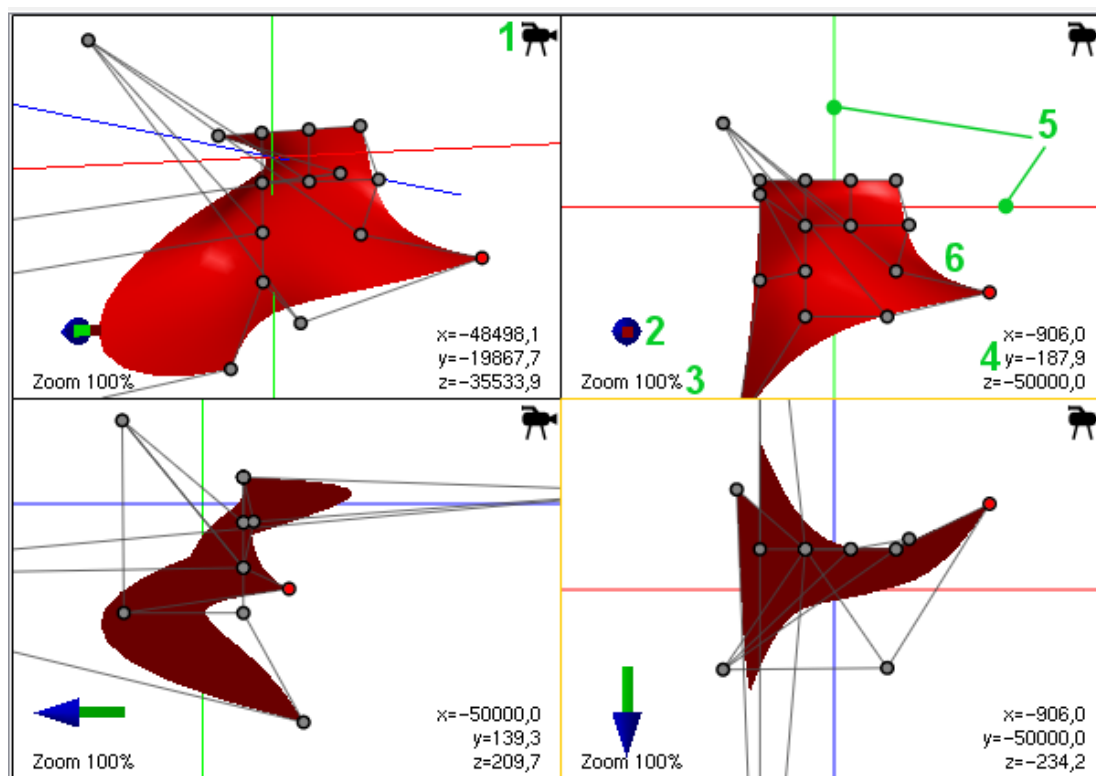 1
5
6
2
x=−48498,1
y=−19867,7
z=−35533,9
Zoom 100%
x=−906,0
4 y=−187,9
z=−50000,0
Zoom 100% 3
x=−50000,0
y=139,3
z=209,7
Zoom 100%
x=−906,0
y=−50000,0
z=−234,2
Zoom 100%